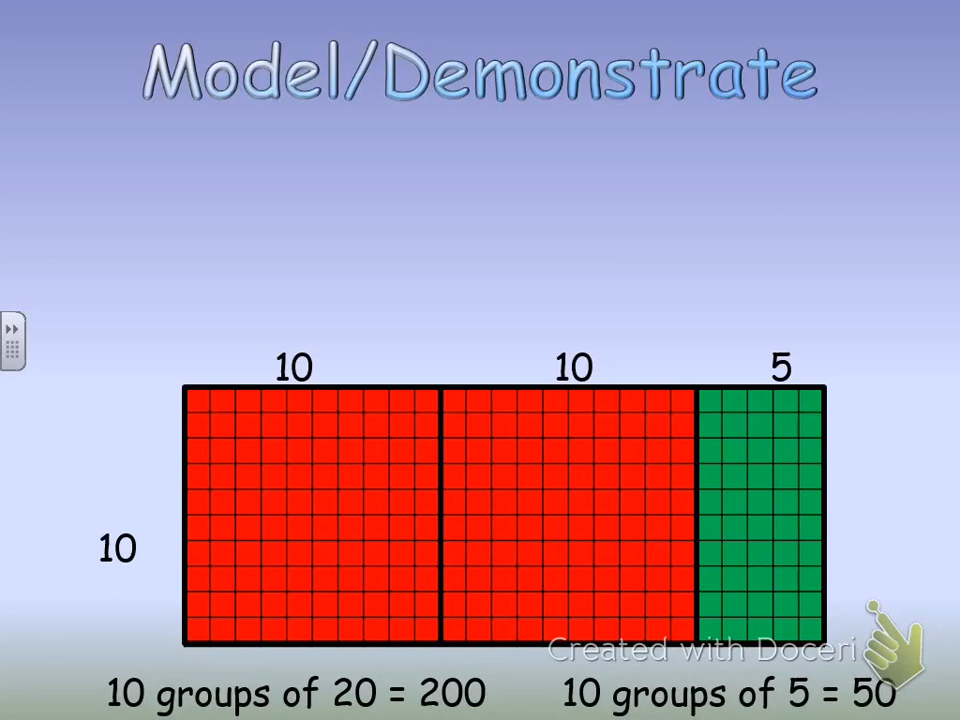 Model/Demonstrate
10 10 5
10
Created with Doceri
10 groups of 20 = 200 10 groups of 5 = 50